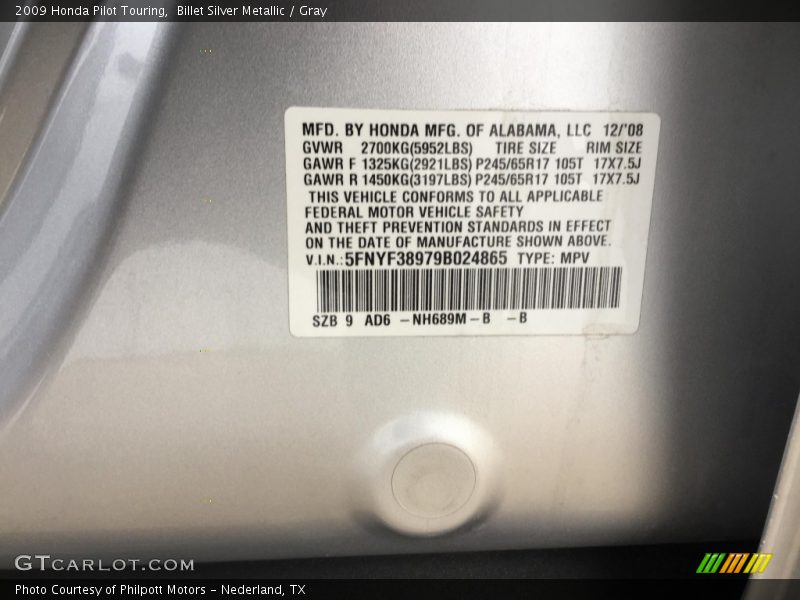 2009 Honda Pilot Touring,  Billet Silver Metallic / Gray
MFD. BY HONDA MFG. OF ALABAMA, LLC 12/'08
GVWR 2700KG(5952LBS) TIRE SIZE RIM SIZE
GAWR F 1325KG(2921LBS) P245/65R17 105T 17X7.5J
GAWR R 1450KG(3197LBS) P245/65R17 105T 17X7.5J
THIS VEHICLE CONFORMS TO ALL APPLICABLE
FEDERAL MOTOR VEHICLE SAFETY
AND THEFT PREVENTION STANDARDS IN EFFECT
ON THE DATE OF MANUFACTURE SHOWN ABOVE.
V.I.N.:5FNYF38979B024865 TYPE: MPV
SZB 9 AD6 -NH689M-B -B
GTCARLOT.COM
Photo Courtesy of Philpott Motors - Nederland, TX